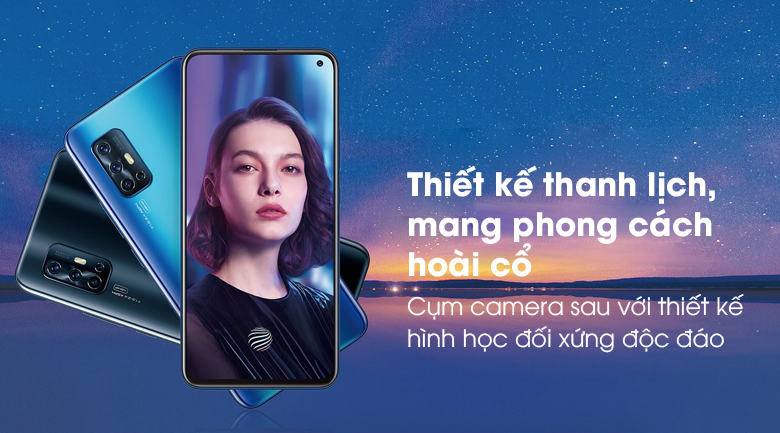 Thiết kế thanh lịch,
mang phong cách
hoài cổ
Cụm camera sau với thiết kế
hình học đối xứng độc đáo